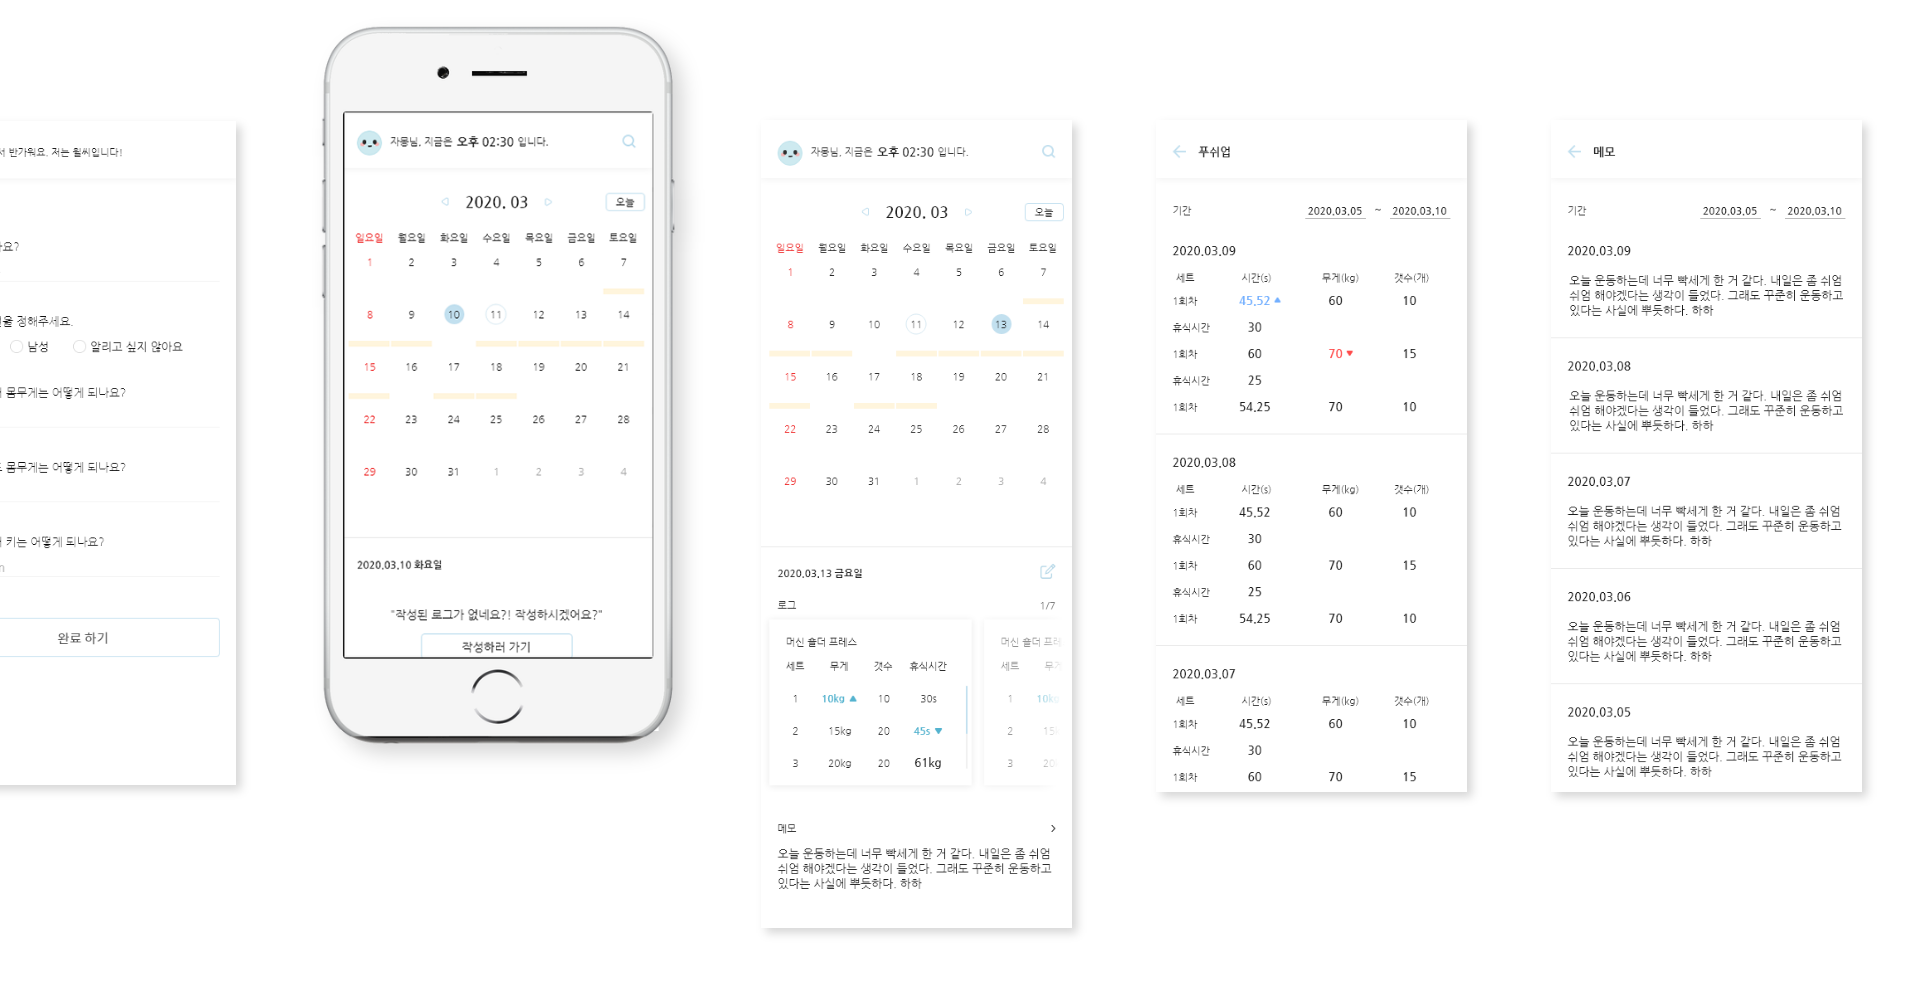 서 반가워요. 저는 월씨입니다!
요?
을 정해주세요.
남성 알리고 싶지 않아요
몸무게는 어떻게 되나요?
몸무게는 어떻게 되나요?
키는 어떻게 되나요?
완료 하기
자몽님, 지금은 오후 02:30 입니다.
2020. 03
오늘
일요일 월요일 화요일 수요일 목요일 금요일 토요일
1 2 3 4 5 6 7
8 9 10 11 12 13 14
15 16 17 18 19 20 21
22 23 24 25 26 27 28
29 30 31 1 2 3 4
2020.03.10 화요일
"작성된 로그가 없네요?! 작성하시겠어요?"
작성하러 가기
자몽님, 지금은 오후 02:30 입니다.
2020. 03
오늘
일요일 월요일 화요일 수요일 목요일 금요일 토요일
1 2 3 4 5 6 7
8 9 10 11 12 13 14
15 16 17 18 19 20 21
22 23 24 25 26 27 28
29 30 31 1 2 3 4
2020.03.13 금요일
로그 1/7
머신 숄더 프레스
세트 무게 갯수 휴식시간
1 10kg ▲ 10 30s
2 15kg 20 45s ▼
3 20kg 20 61kg
머신 숄더 프레
세트 무게
1 10kg
2 15
3 20
메모
오늘 운동하는데 너무 빡세게 한 거 같다. 내일은 좀 쉬엄
쉬엄 해야겠다는 생각이 들었다. 그래도 꾸준히 운동하고
있다는 사실에 뿌듯하다. 하하
푸쉬업
기간 2020.03.05 ~ 2020.03.10
2020.03.09
세트 시간(s) 무게(kg) 갯수(개)
1회차 45.52 ▲ 60 10
휴식시간 30
1회차 60 70 ▼ 15
휴식시간 25
1회차 54.25 70 10
2020.03.08
세트 시간(s) 무게(kg) 갯수(개)
1회차 45.52 60 10
휴식시간 30
1회차 60 70 15
휴식시간 25
1회차 54.25 70 10
2020.03.07
세트 시간(s) 무게(kg) 갯수(개)
1회차 45.52 60 10
휴식시간 30
1회차 60 70 15
메모
기간 2020.03.05 ~ 2020.03.10
2020.03.09
오늘 운동하는데 너무 빡세게 한 거 같다. 내일은 좀 쉬엄
쉬엄 해야겠다는 생각이 들었다. 그래도 꾸준히 운동하고
있다는 사실에 뿌듯하다. 하하
2020.03.08
오늘 운동하는데 너무 빡세게 한 거 같다. 내일은 좀 쉬엄
쉬엄 해야겠다는 생각이 들었다. 그래도 꾸준히 운동하고
있다는 사실에 뿌듯하다. 하하
2020.03.07
오늘 운동하는데 너무 빡세게 한 거 같다. 내일은 좀 쉬엄
쉬엄 해야겠다는 생각이 들었다. 그래도 꾸준히 운동하고
있다는 사실에 뿌듯하다. 하하
2020.03.06
오늘 운동하는데 너무 빡세게 한 거 같다. 내일은 좀 쉬엄
쉬엄 해야겠다는 생각이 들었다. 그래도 꾸준히 운동하고
있다는 사실에 뿌듯하다. 하하
2020.03.05
오늘 운동하는데 너무 빡세게 한 거 같다. 내일은 좀 쉬엄
쉬엄 해야겠다는 생각이 들었다. 그래도 꾸준히 운동하고
있다는 사실에 뿌듯하다. 하하